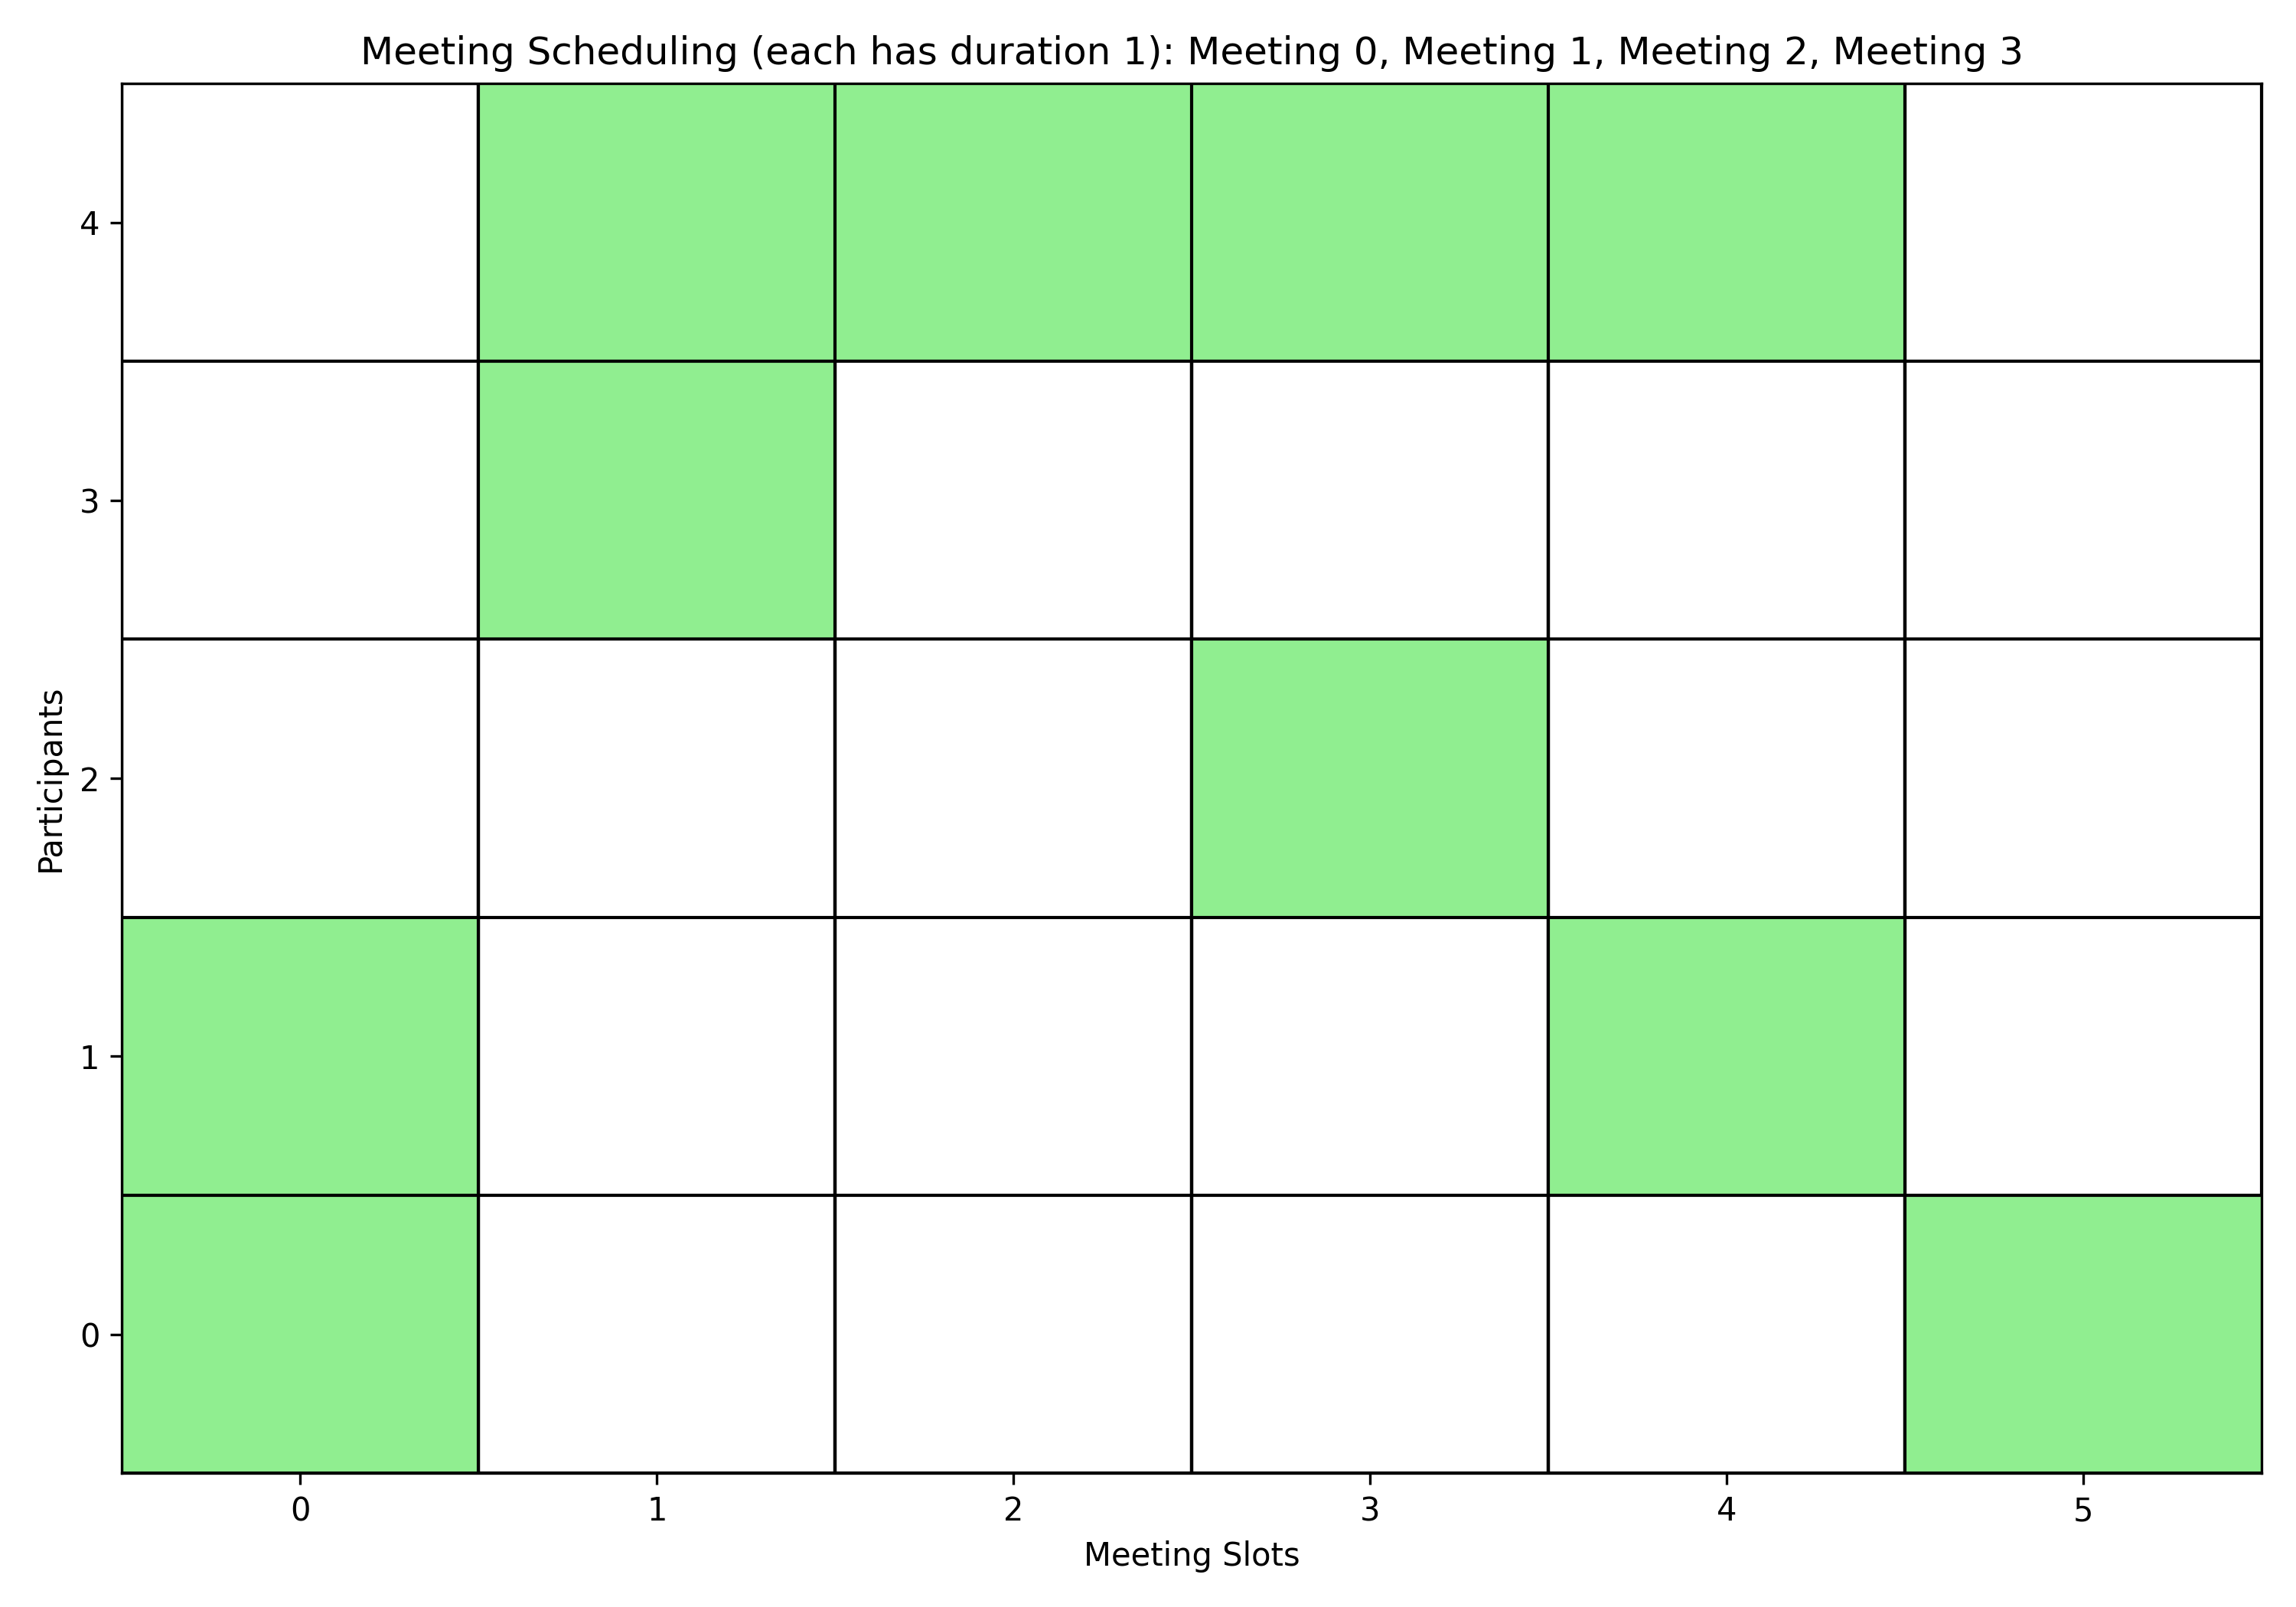 Meeting Scheduling (each has duration 1): Meeting 0, Meeting 1, Meeting 2, Meeting 3
Participants
4
3
2
1
0
0 1 2 3 4 5
Meeting Slots